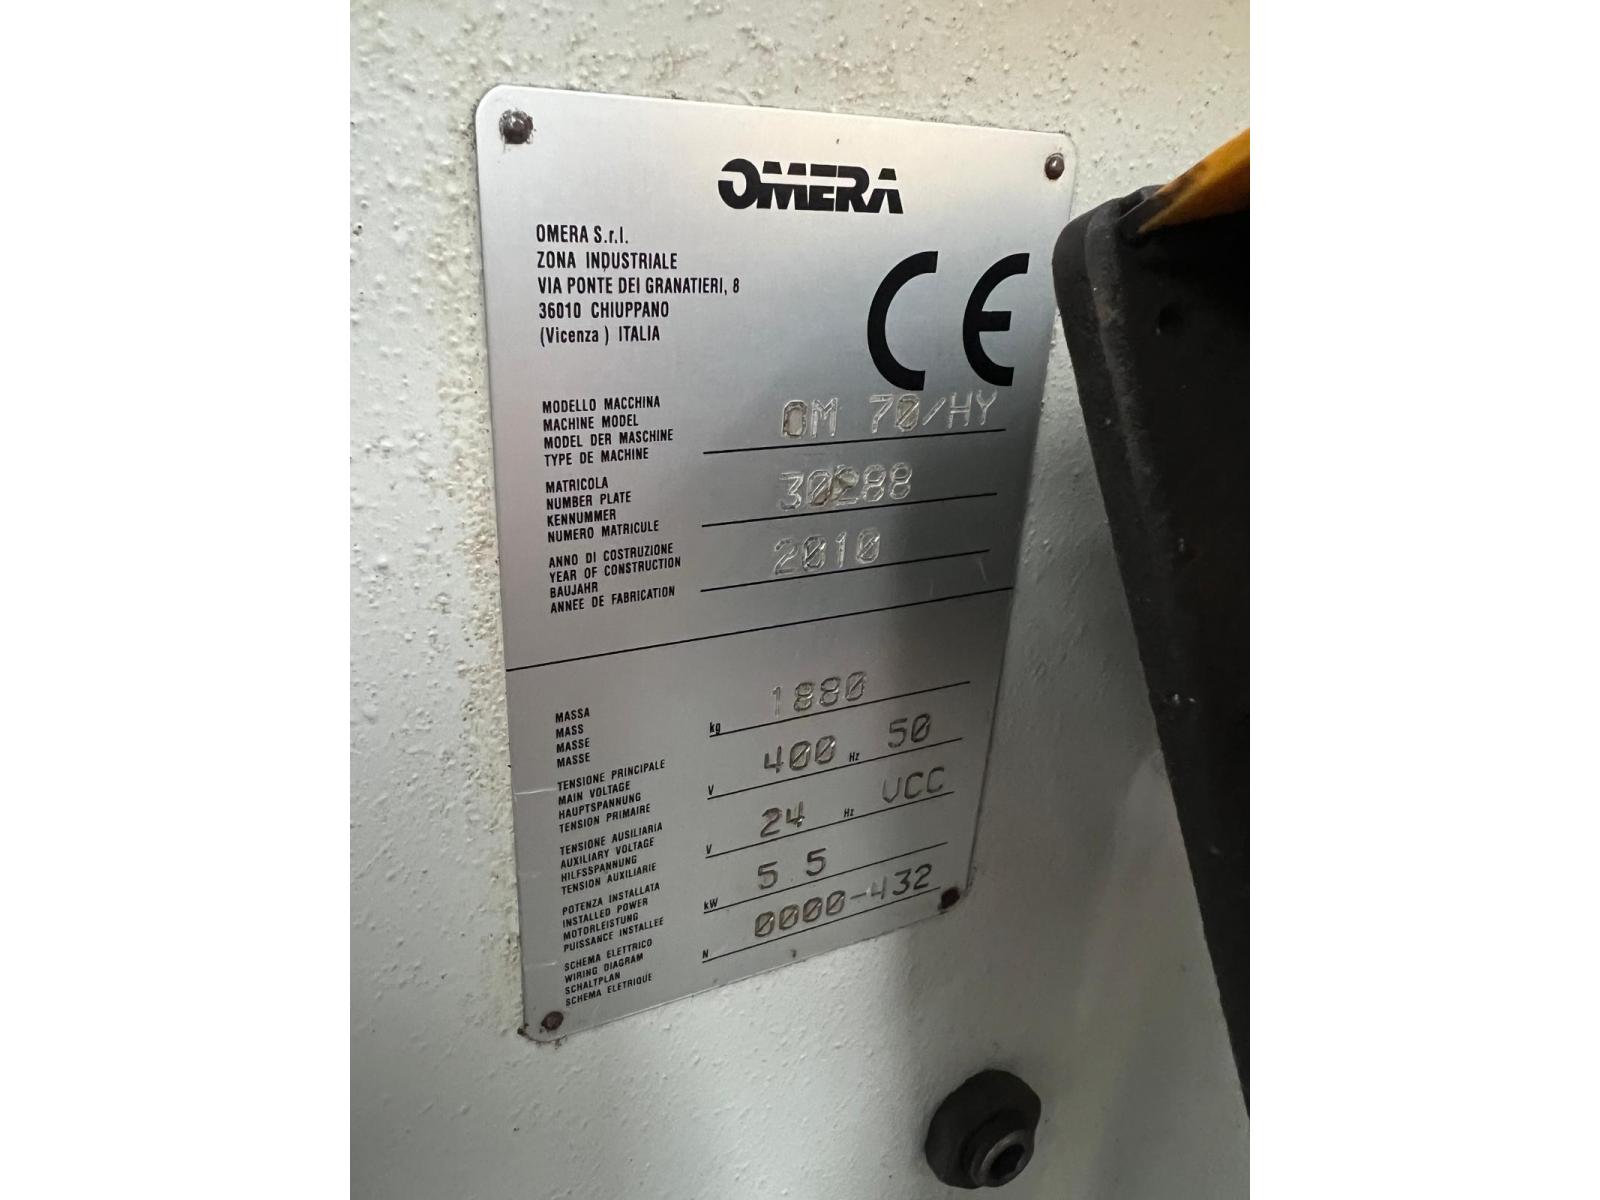 OMERA
OMERA S.r.l.
ZONA INDUSTRIALE
VIA PONTE DEI GRANATIERI, 8
36010 CHIUPPANO
(Vicenza ) ITALIA
CE
MODELLO MACCHINA
MACHINE MODEL
MODEL DER MASCHINE
TYPE DE MACHINE
OM 70/HY
MATRICOLA
NUMBER PLATE
KENNUMMER
NUMERO MATRICULE
30288
ANNO DI COSTRUZIONE
YEAR OF CONSTRUCTION
BAUJAHR
ANNEE DE FABRICATION
2010
MASSA
MASS
MASSE
MASSE
kg 1880
TENSIONE PRINCIPALE
MAIN VOLTAGE
HAUPTSPANNUNG
TENSION PRIMAIRE
V 400 Hz 50
TENSIONE AUSILIARIA
AUXILIARY VOLTAGE
HILFSSPANNUNG
TENSION AUXILIARIE
V 24 Hz VCC
POTENZA INSTALLATA
INSTALLED POWER
MOTORLEISTUNG
PUISSANCE INSTALLEE
kW 5 5
SCHEMA ELETTRICO
WIRING DIAGRAM
SCHALTPLAN
SCHEMA ELETRIQUE
N 0000-432